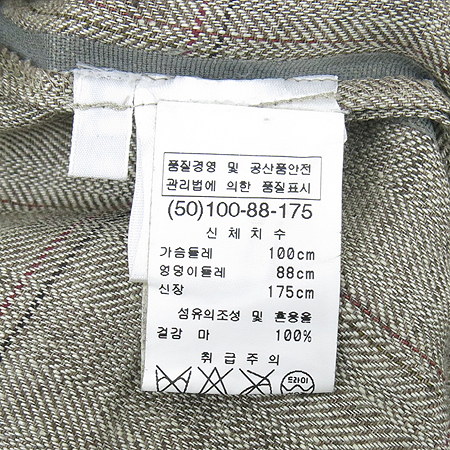 품질경영 및 공산품안전
관리법에 의한 품질표시
(50)100-88-175
신체치수
가슴둘레 100cm
엉덩이둘레 88cm
신장 175cm
섬유의조성 및 혼용율
겉감 마 100%
취급주의
드라이